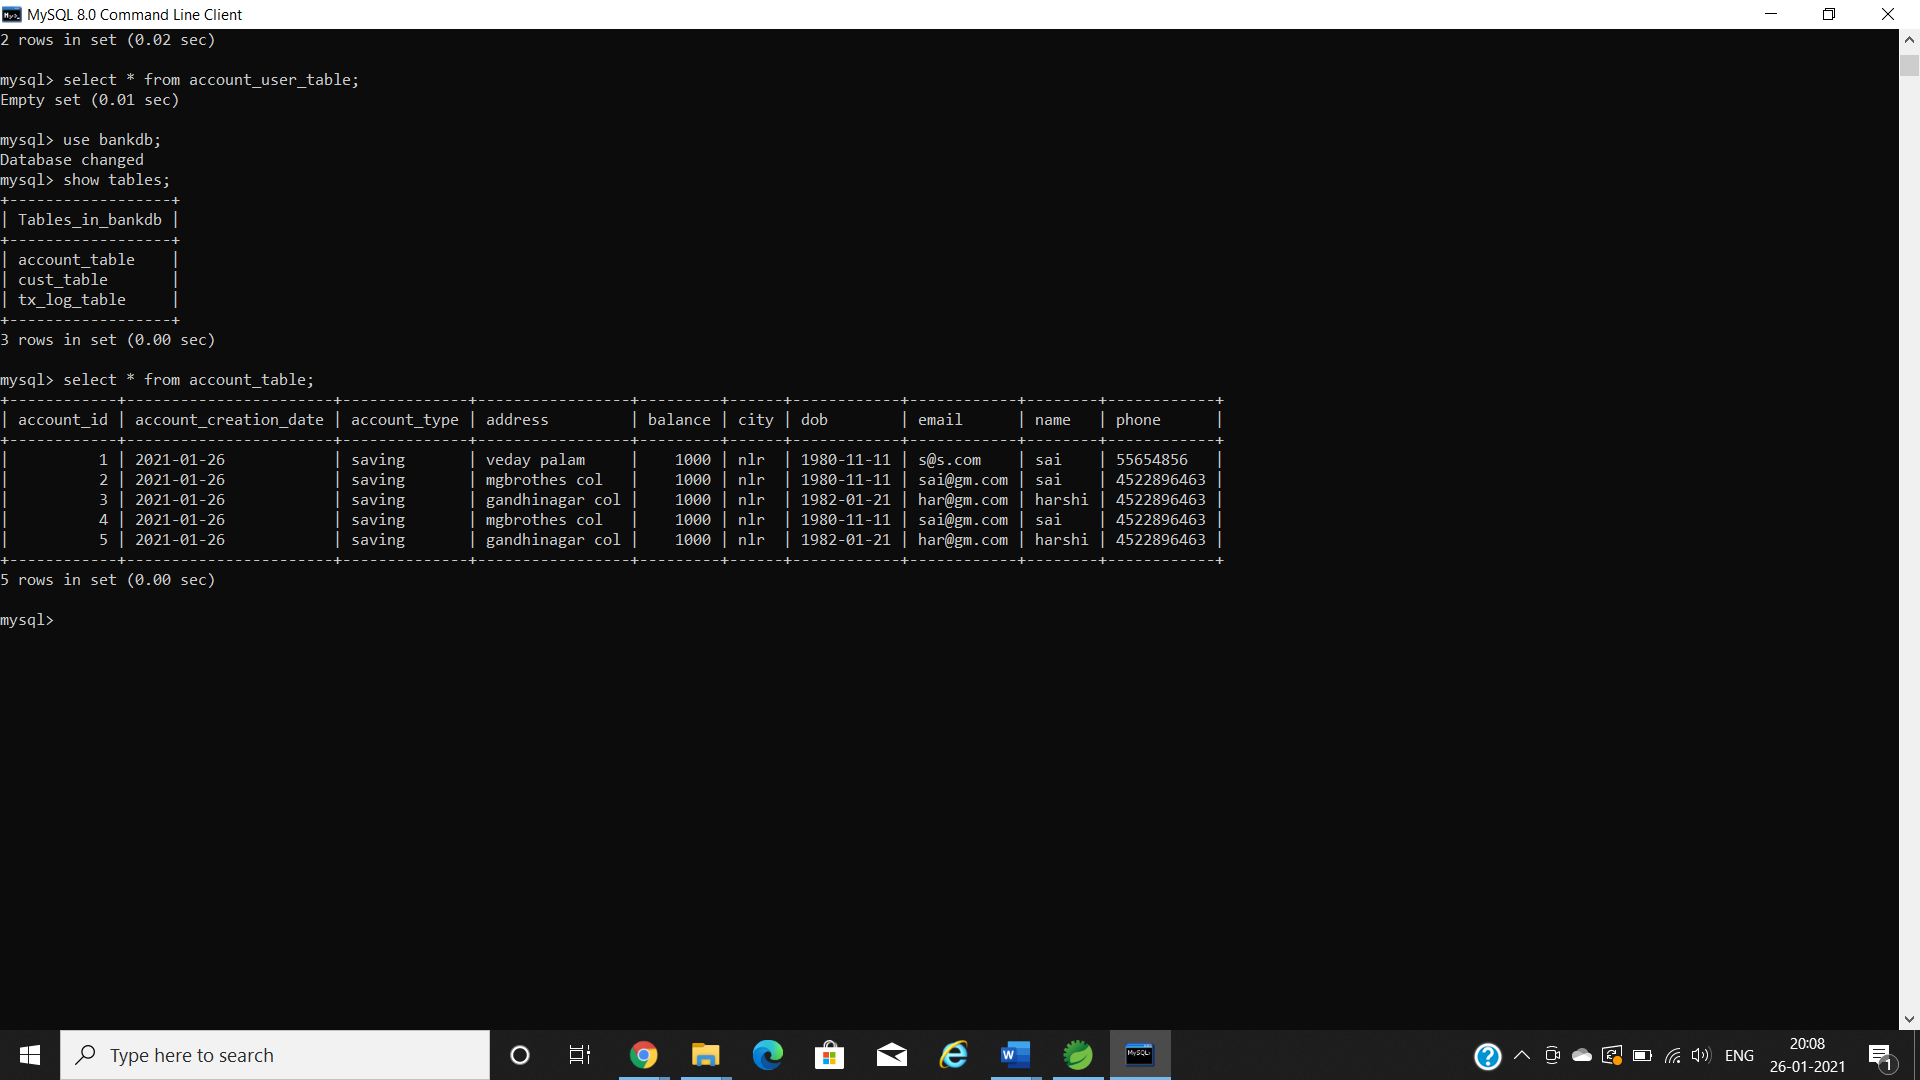 MySQL 8.0 Command Line Client
2 rows in set (0.02 sec)
mysql> select * from account_user_table;
Empty set (0.01 sec)
mysql> use bankdb;
Database changed
mysql> show tables;
+------------------+
| Tables_in_bankdb |
+------------------+
| account_table    |
| cust_table       |
| tx_log_table     |
+------------------+
3 rows in set (0.00 sec)
mysql> select * from account_table;
+------------+-----------------------+--------------+-----------------+---------+------+------------+------------+--------+------------+
| account_id | account_creation_date | account_type | address         | balance | city | dob        | email      | name   | phone      |
+------------+-----------------------+--------------+-----------------+---------+------+------------+------------+--------+------------+
|          1 | 2021-01-26            | saving       | veday palam     |    1000 | nlr  | 1980-11-11 | s@s.com    | sai    | 55654856   |
|          2 | 2021-01-26            | saving       | mgbrothes col   |    1000 | nlr  | 1980-11-11 | sai@gm.com | sai    | 4522896463 |
|          3 | 2021-01-26            | saving       | gandhinagar col |    1000 | nlr  | 1982-01-21 | har@gm.com | harshi | 4522896463 |
|          4 | 2021-01-26            | saving       | mgbrothes col   |    1000 | nlr  | 1980-11-11 | sai@gm.com | sai    | 4522896463 |
|          5 | 2021-01-26            | saving       | gandhinagar col |    1000 | nlr  | 1982-01-21 | har@gm.com | harshi | 4522896463 |
+------------+-----------------------+--------------+-----------------+---------+------+------------+------------+--------+------------+
5 rows in set (0.00 sec)
mysql>
Type here to search
ENG
20:08
26-01-2021
1